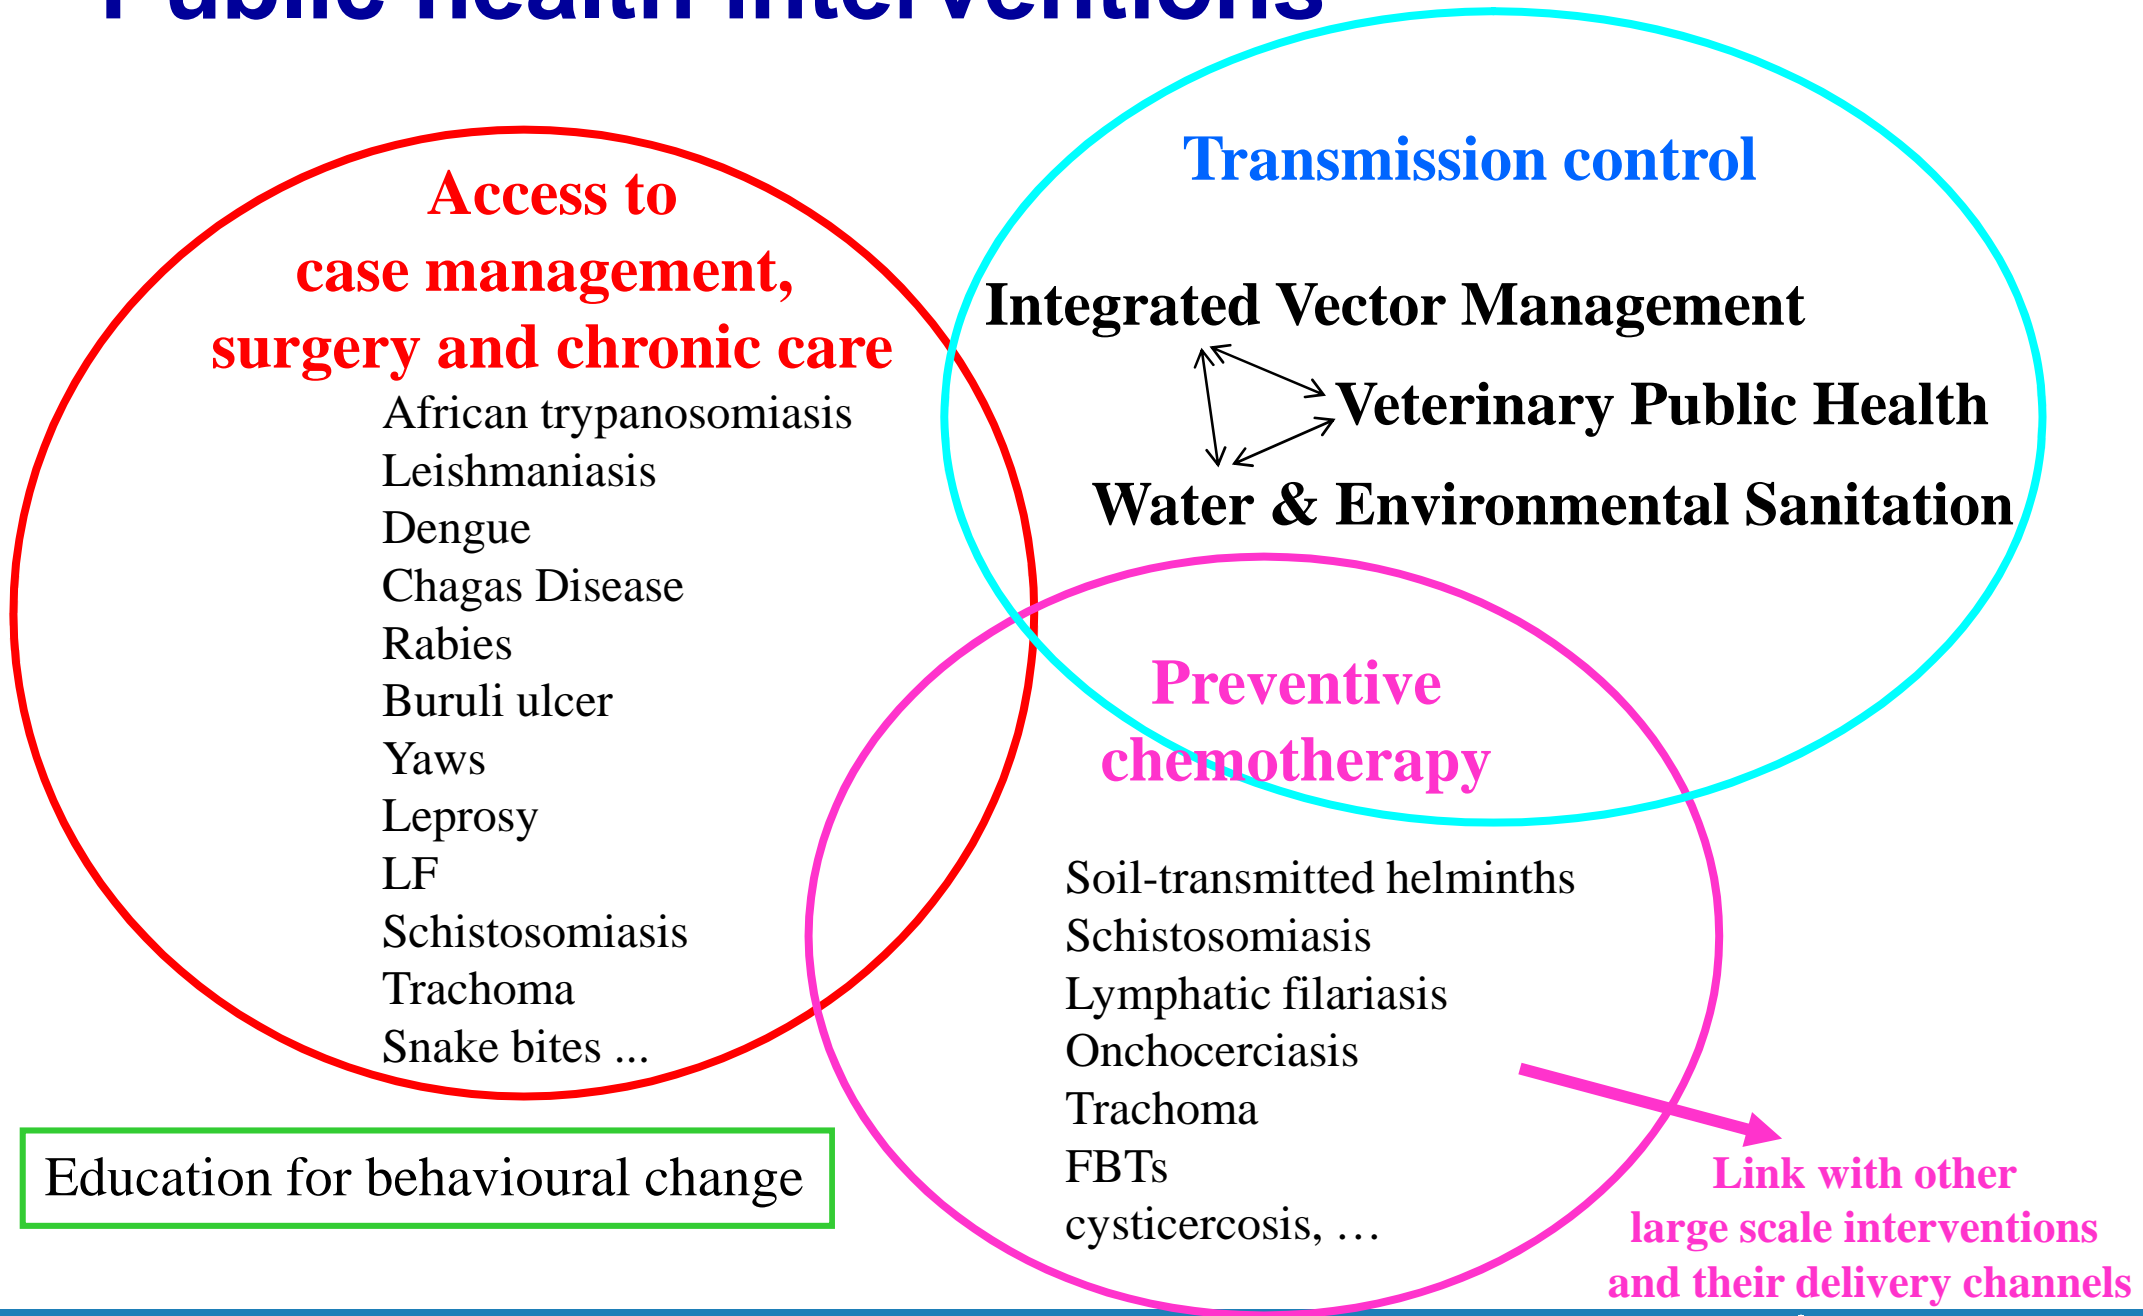 Public health interventions
Access to
case management,
surgery and chronic care
African trypanosomiasis
Leishmaniasis
Dengue
Chagas Disease
Rabies
Buruli ulcer
Yaws
Leprosy
LF
Schistosomiasis
Trachoma
Snake bites ...
Transmission control
Integrated Vector Management
Veterinary Public Health
Water & Environmental Sanitation
Preventive
chemotherapy
Soil-transmitted helminths
Schistosomiasis
Lymphatic filariasis
Onchocerciasis
Trachoma
FBTs
cysticercosis, …
Education for behavioural change
Link with other
large scale interventions
and their delivery channels